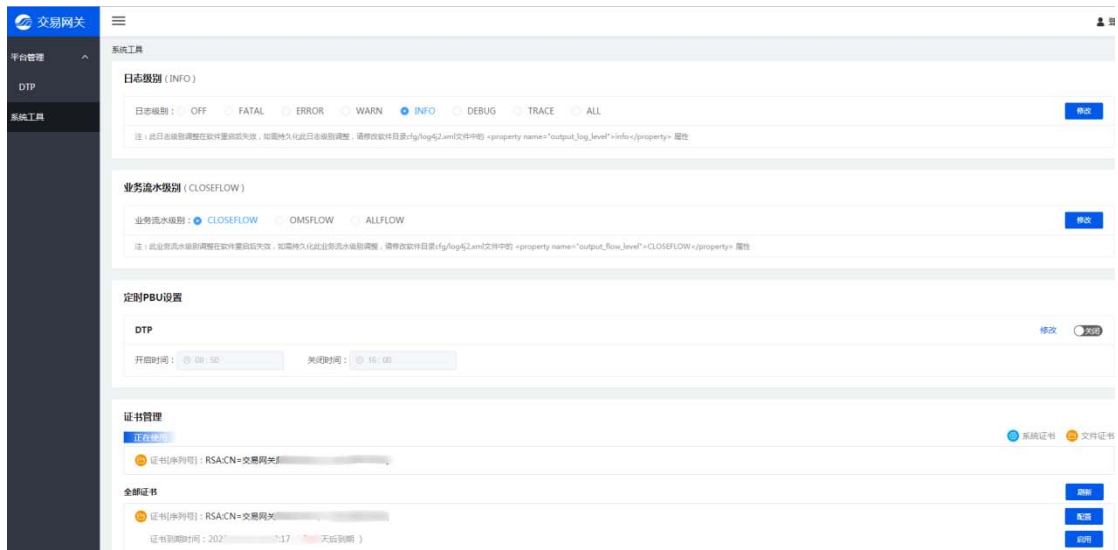 交易网关
登
平台管理
DTP
系统工具
系统工具
日志级别 ( INFO )
日志级别： OFF FATAL ERROR WARN INFO DEBUG TRACE ALL
修改
注：此日志级别调整在软件重启后失效，如需持久化此日志级别调整，请修改软件目录cfg/log4j2.xml文件中的 <property name="output_log_level">info</property> 属性
业务流水级别 ( CLOSEFLOW )
业务流水级别： CLOSEFLOW OMSFLOW ALLFLOW
修改
注：此业务流水级别调整在软件重启后失效，如需持久化此业务流水级别调整，请修改软件目录cfg/log4j2.xml文件中的 <property name="output_flow_level">CLOSEFLOW</property> 属性
定时PBU设置
DTP
修改 关闭
开启时间： 08 : 50 关闭时间： 16 : 00
证书管理
正在使用
系统证书 文件证书
证书[序列号]：RSA:CN=交易网关
全部证书
刷新
证书[序列号]：RSA:CN=交易网关
配置
证书到期时间：202 :17 天后到期 )
启用